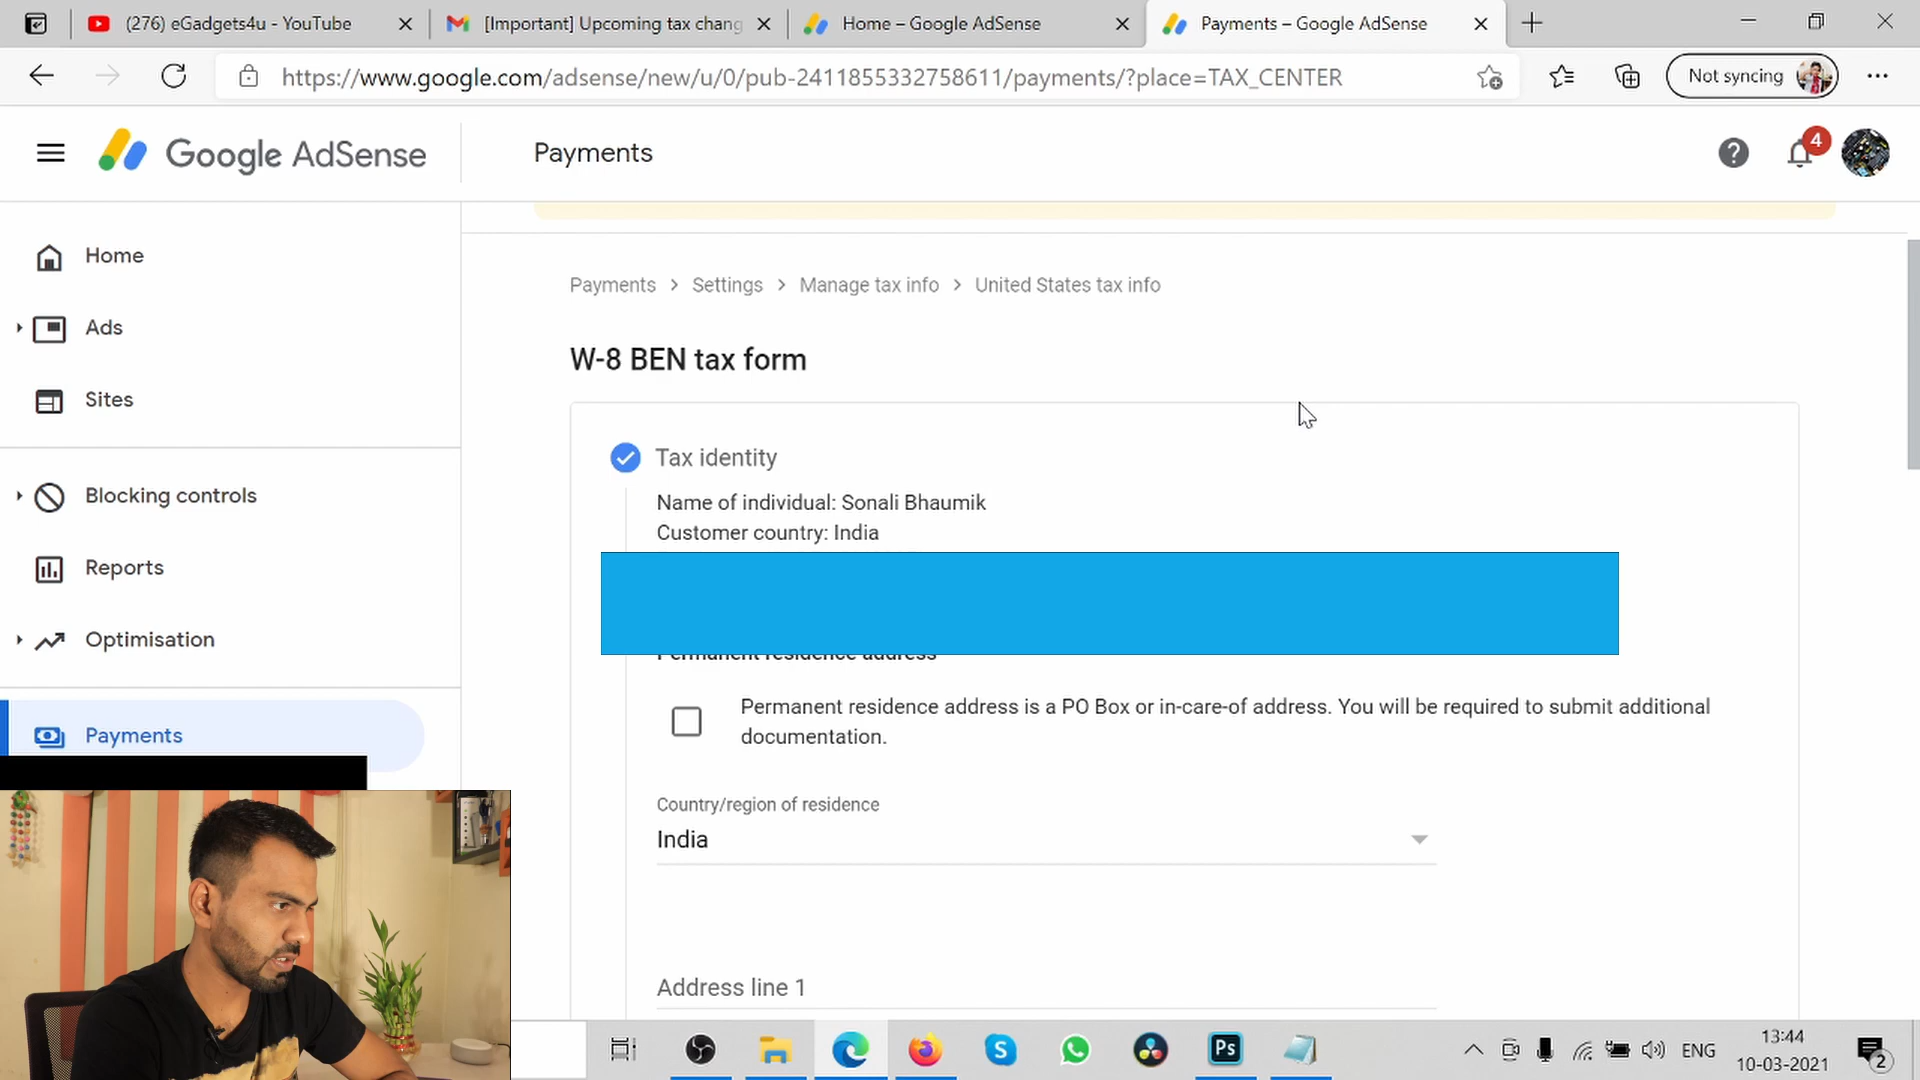 (276) eGadgets4u - YouTube
[Important] Upcoming tax chang
Home – Google AdSense
Payments – Google AdSense
https://www.google.com/adsense/new/u/0/pub-2411855332758611/payments/?place=TAX_CENTER
Not syncing
Google AdSense
Payments
4
Home
Ads
Sites
Blocking controls
Reports
Optimisation
Payments
Payments > Settings > Manage tax info > United States tax info
W-8 BEN tax form
Tax identity
Name of individual: Sonali Bhaumik
Customer country: India
Permanent residence address
Permanent residence address is a PO Box or in-care-of address. You will be required to submit additional
documentation.
Country/region of residence
India
Address line 1
Ps
ENG
13:44
10-03-2021
2